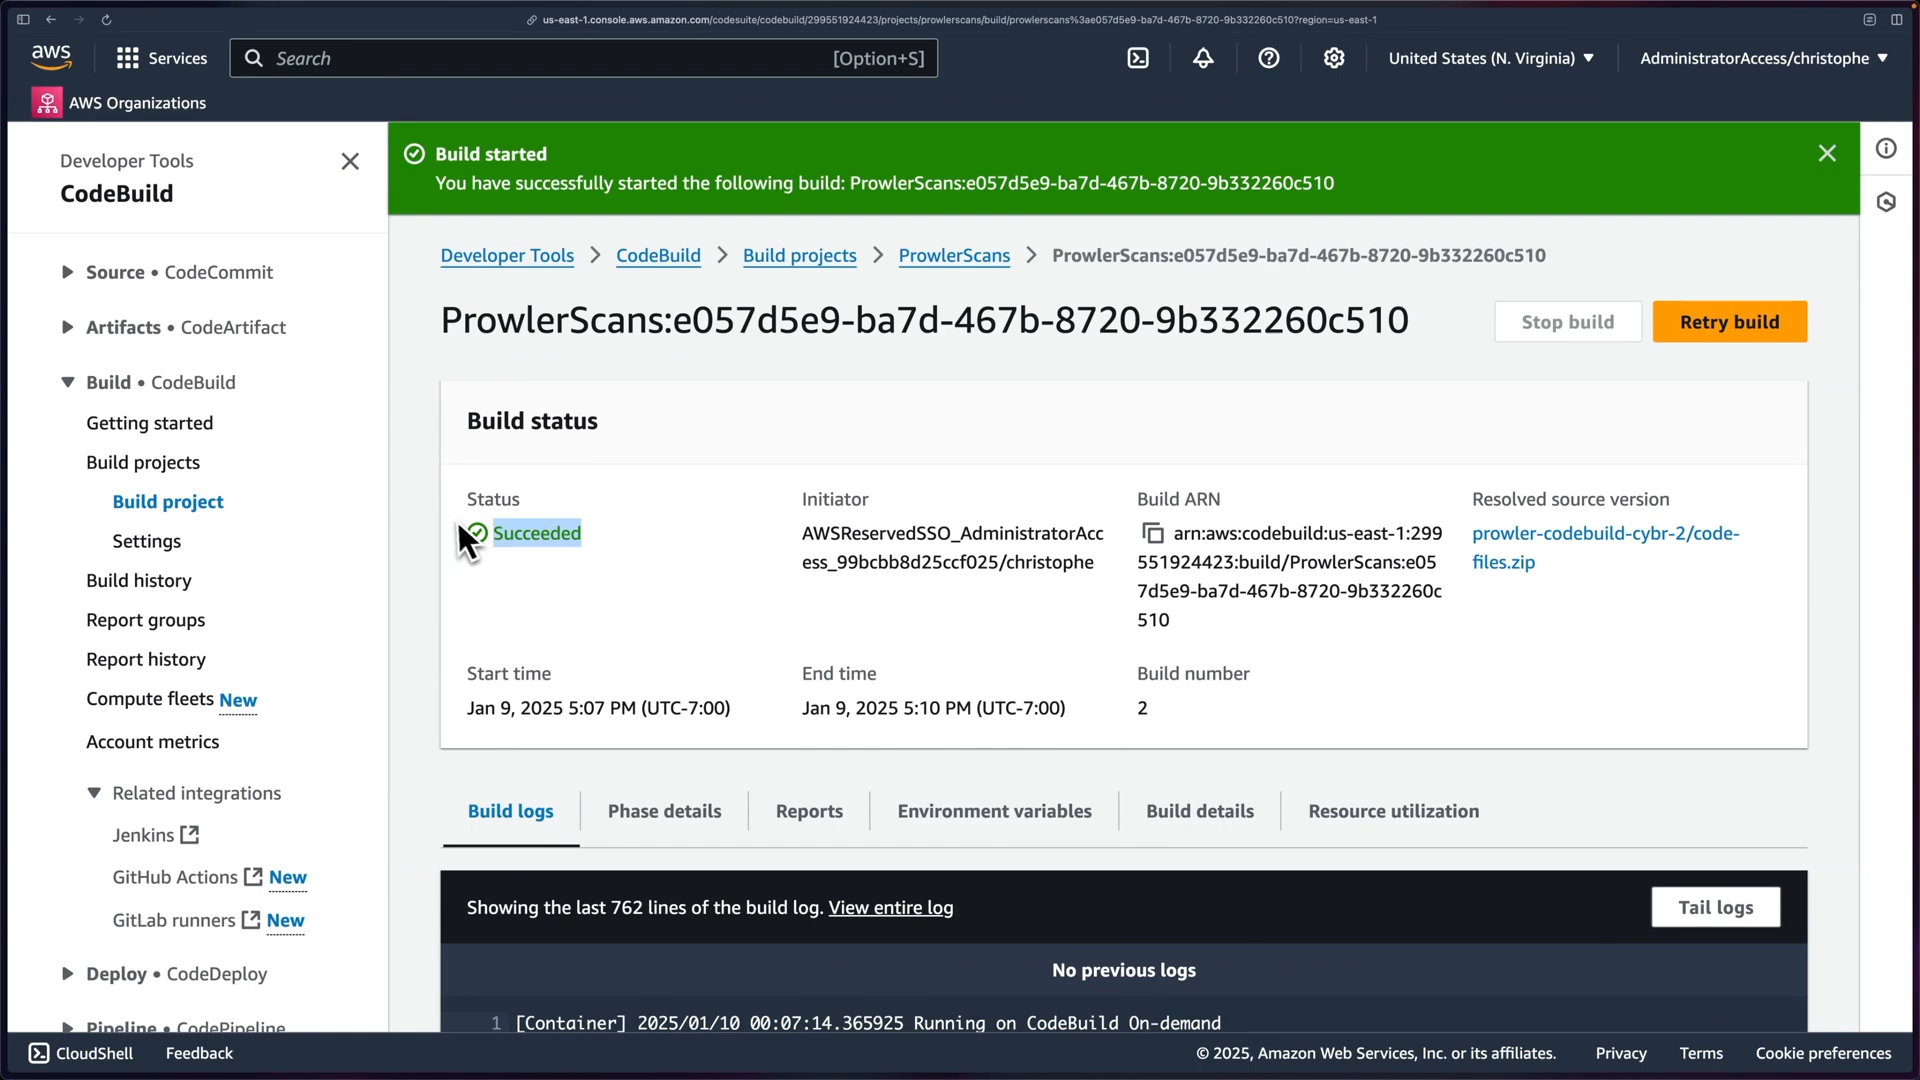 us-east-1.console.aws.amazon.com/codesuite/codebuild/299551924423/projects/prowlerscans/build/prowlerscans%3ae057d5e9-ba7d-467b-8720-9b332260c510?region=us-east-1
aws
Services
Search
[Option+S]
United States (N. Virginia)
AdministratorAccess/christophe
AWS Organizations
Developer Tools
CodeBuild
Source • CodeCommit
Artifacts • CodeArtifact
Build • CodeBuild
Getting started
Build projects
Build project
Settings
Build history
Report groups
Report history
Compute fleets New
Account metrics
Related integrations
Jenkins
GitHub Actions New
GitLab runners New
Deploy • CodeDeploy
Pipeline • CodePipeline
Build started
You have successfully started the following build: ProwlerScans:e057d5e9-ba7d-467b-8720-9b332260c510
Developer Tools > CodeBuild > Build projects > ProwlerScans > ProwlerScans:e057d5e9-ba7d-467b-8720-9b332260c510
ProwlerScans:e057d5e9-ba7d-467b-8720-9b332260c510
Stop build
Retry build
Build status
Status
Succeeded
Initiator
AWSReservedSSO_AdministratorAcc
ess_99bcbb8d25ccf025/christophe
Build ARN
arn:aws:codebuild:us-east-1:299
551924423:build/ProwlerScans:e05
7d5e9-ba7d-467b-8720-9b332260c
510
Resolved source version
prowler-codebuild-cybr-2/code-
files.zip
Start time
Jan 9, 2025 5:07 PM (UTC-7:00)
End time
Jan 9, 2025 5:10 PM (UTC-7:00)
Build number
2
Build logs
Phase details
Reports
Environment variables
Build details
Resource utilization
Showing the last 762 lines of the build log. View entire log
Tail logs
No previous logs
1 [Container] 2025/01/10 00:07:14.365925 Running on CodeBuild On-demand
CloudShell
Feedback
© 2025, Amazon Web Services, Inc. or its affiliates.
Privacy
Terms
Cookie preferences